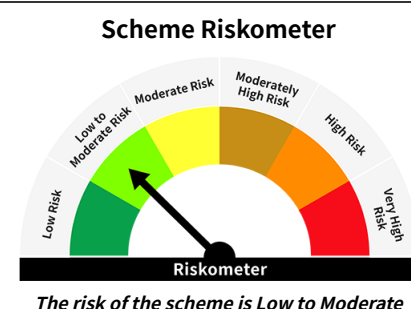 Scheme Riskometer
Low Risk
Low to
Moderate Risk
Moderate Risk
Moderately
High Risk
High Risk
Very High
Risk
Riskometer
The risk of the scheme is Low to Moderate